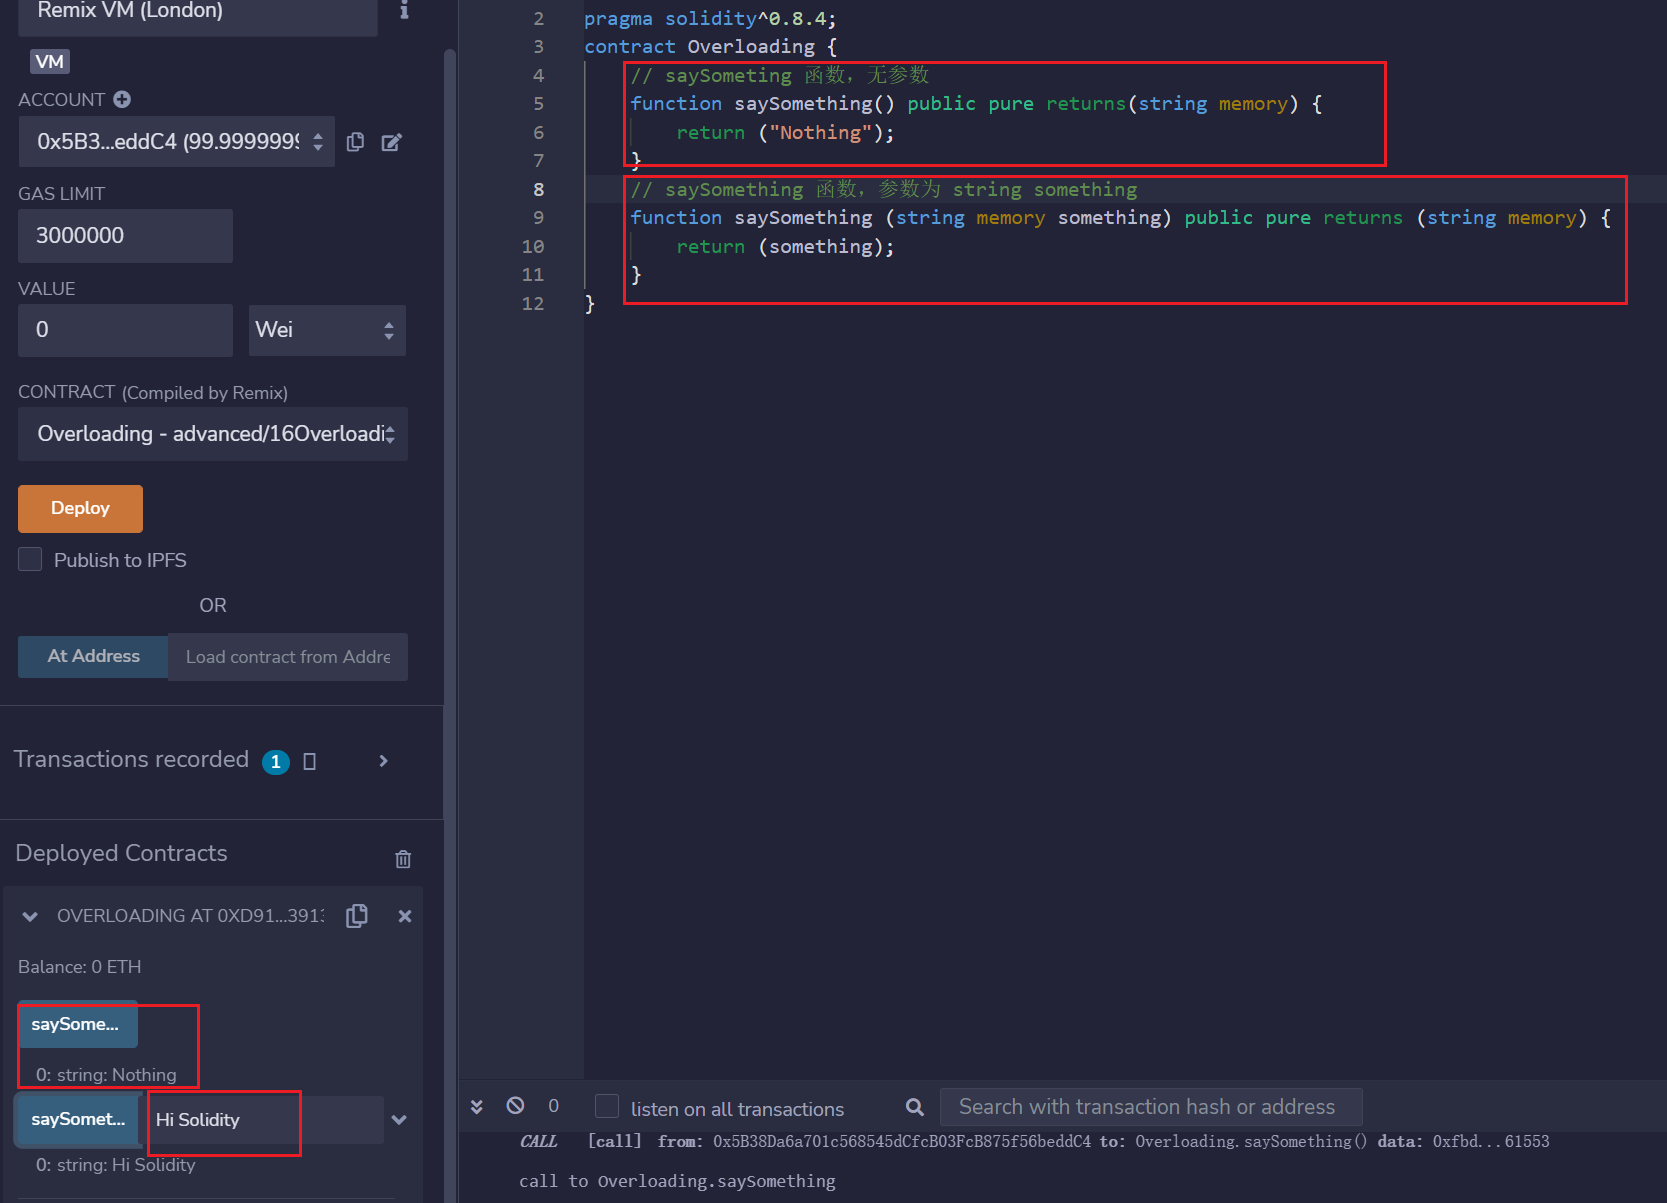 Remix VM (London)
VM
ACCOUNT
0x5B3...eddC4 (99.9999999
GAS LIMIT
3000000
VALUE
0
Wei
CONTRACT (Compiled by Remix)
Overloading - advanced/16Overloadi
Deploy
Publish to IPFS
OR
At Address
Load contract from Addre
Transactions recorded 1
Deployed Contracts
OVERLOADING AT 0XD91...3913
Balance: 0 ETH
saySome...
0: string: Nothing
saySomet...
Hi Solidity
0: string: Hi Solidity
2 pragma solidity^0.8.4;
3 contract Overloading {
4 // saySometing 函数，无参数
5 function saySomething() public pure returns(string memory) {
6 return ("Nothing");
7 }
8 // saySomething 函数，参数为 string something
9 function saySomething (string memory something) public pure returns (string memory) {
10 return (something);
11 }
12 }
0
listen on all transactions
Search with transaction hash or address
CALL [call] from: 0x5B38Da6a701c568545dCfcB03FcB875f56beddC4 to: Overloading.saySomething() data: 0xfbd...61553
call to Overloading.saySomething